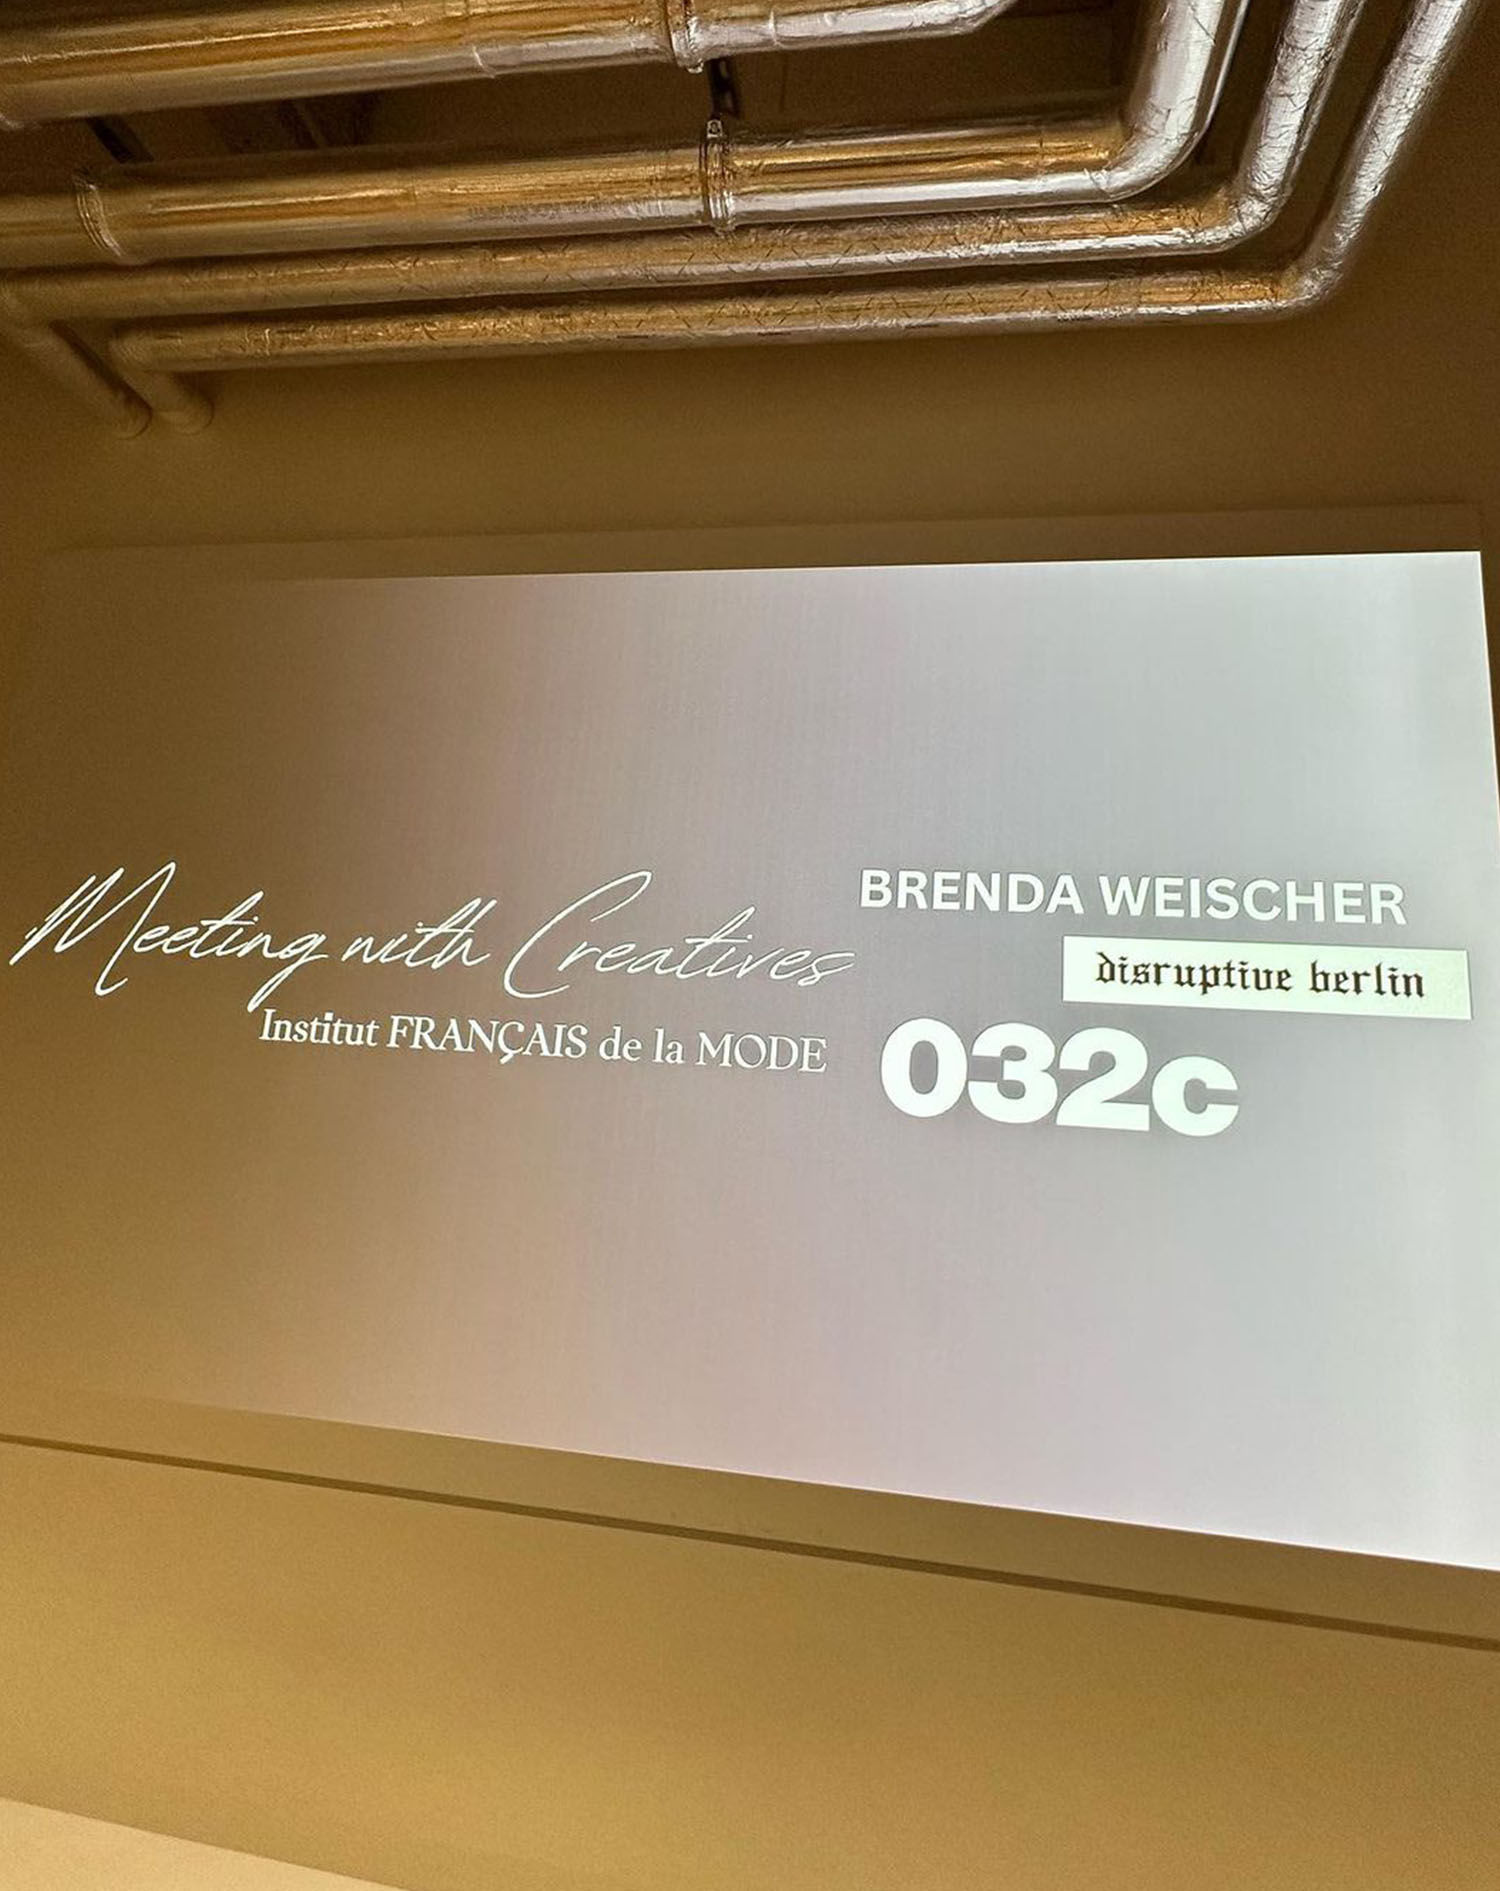 Meeting with Creatives
Institut FRANÇAIS de la MODE
BRENDA WEISCHER
disruptive berlin
032c